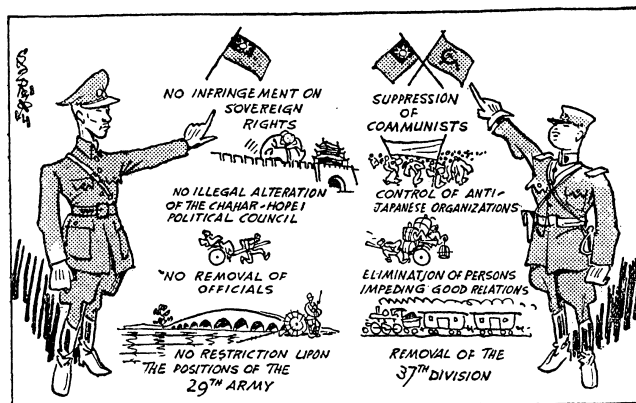 NO INFRINGEMENT ON
SOVEREIGN
RIGHTS
NO ILLEGAL ALTERATION
OF THE CHAHAR-HOPEI
POLITICAL COUNCIL
NO REMOVAL OF
OFFICIALS
NO RESTRICTION UPON
THE POSITIONS OF THE
29TH ARMY
SUPPRESSION
OF
COMMUNISTS
CONTROL OF ANTI-
JAPANESE ORGANIZATIONS
ELIMINATION OF PERSONS
IMPEDING GOOD RELATIONS
REMOVAL OF THE
37TH DIVISION